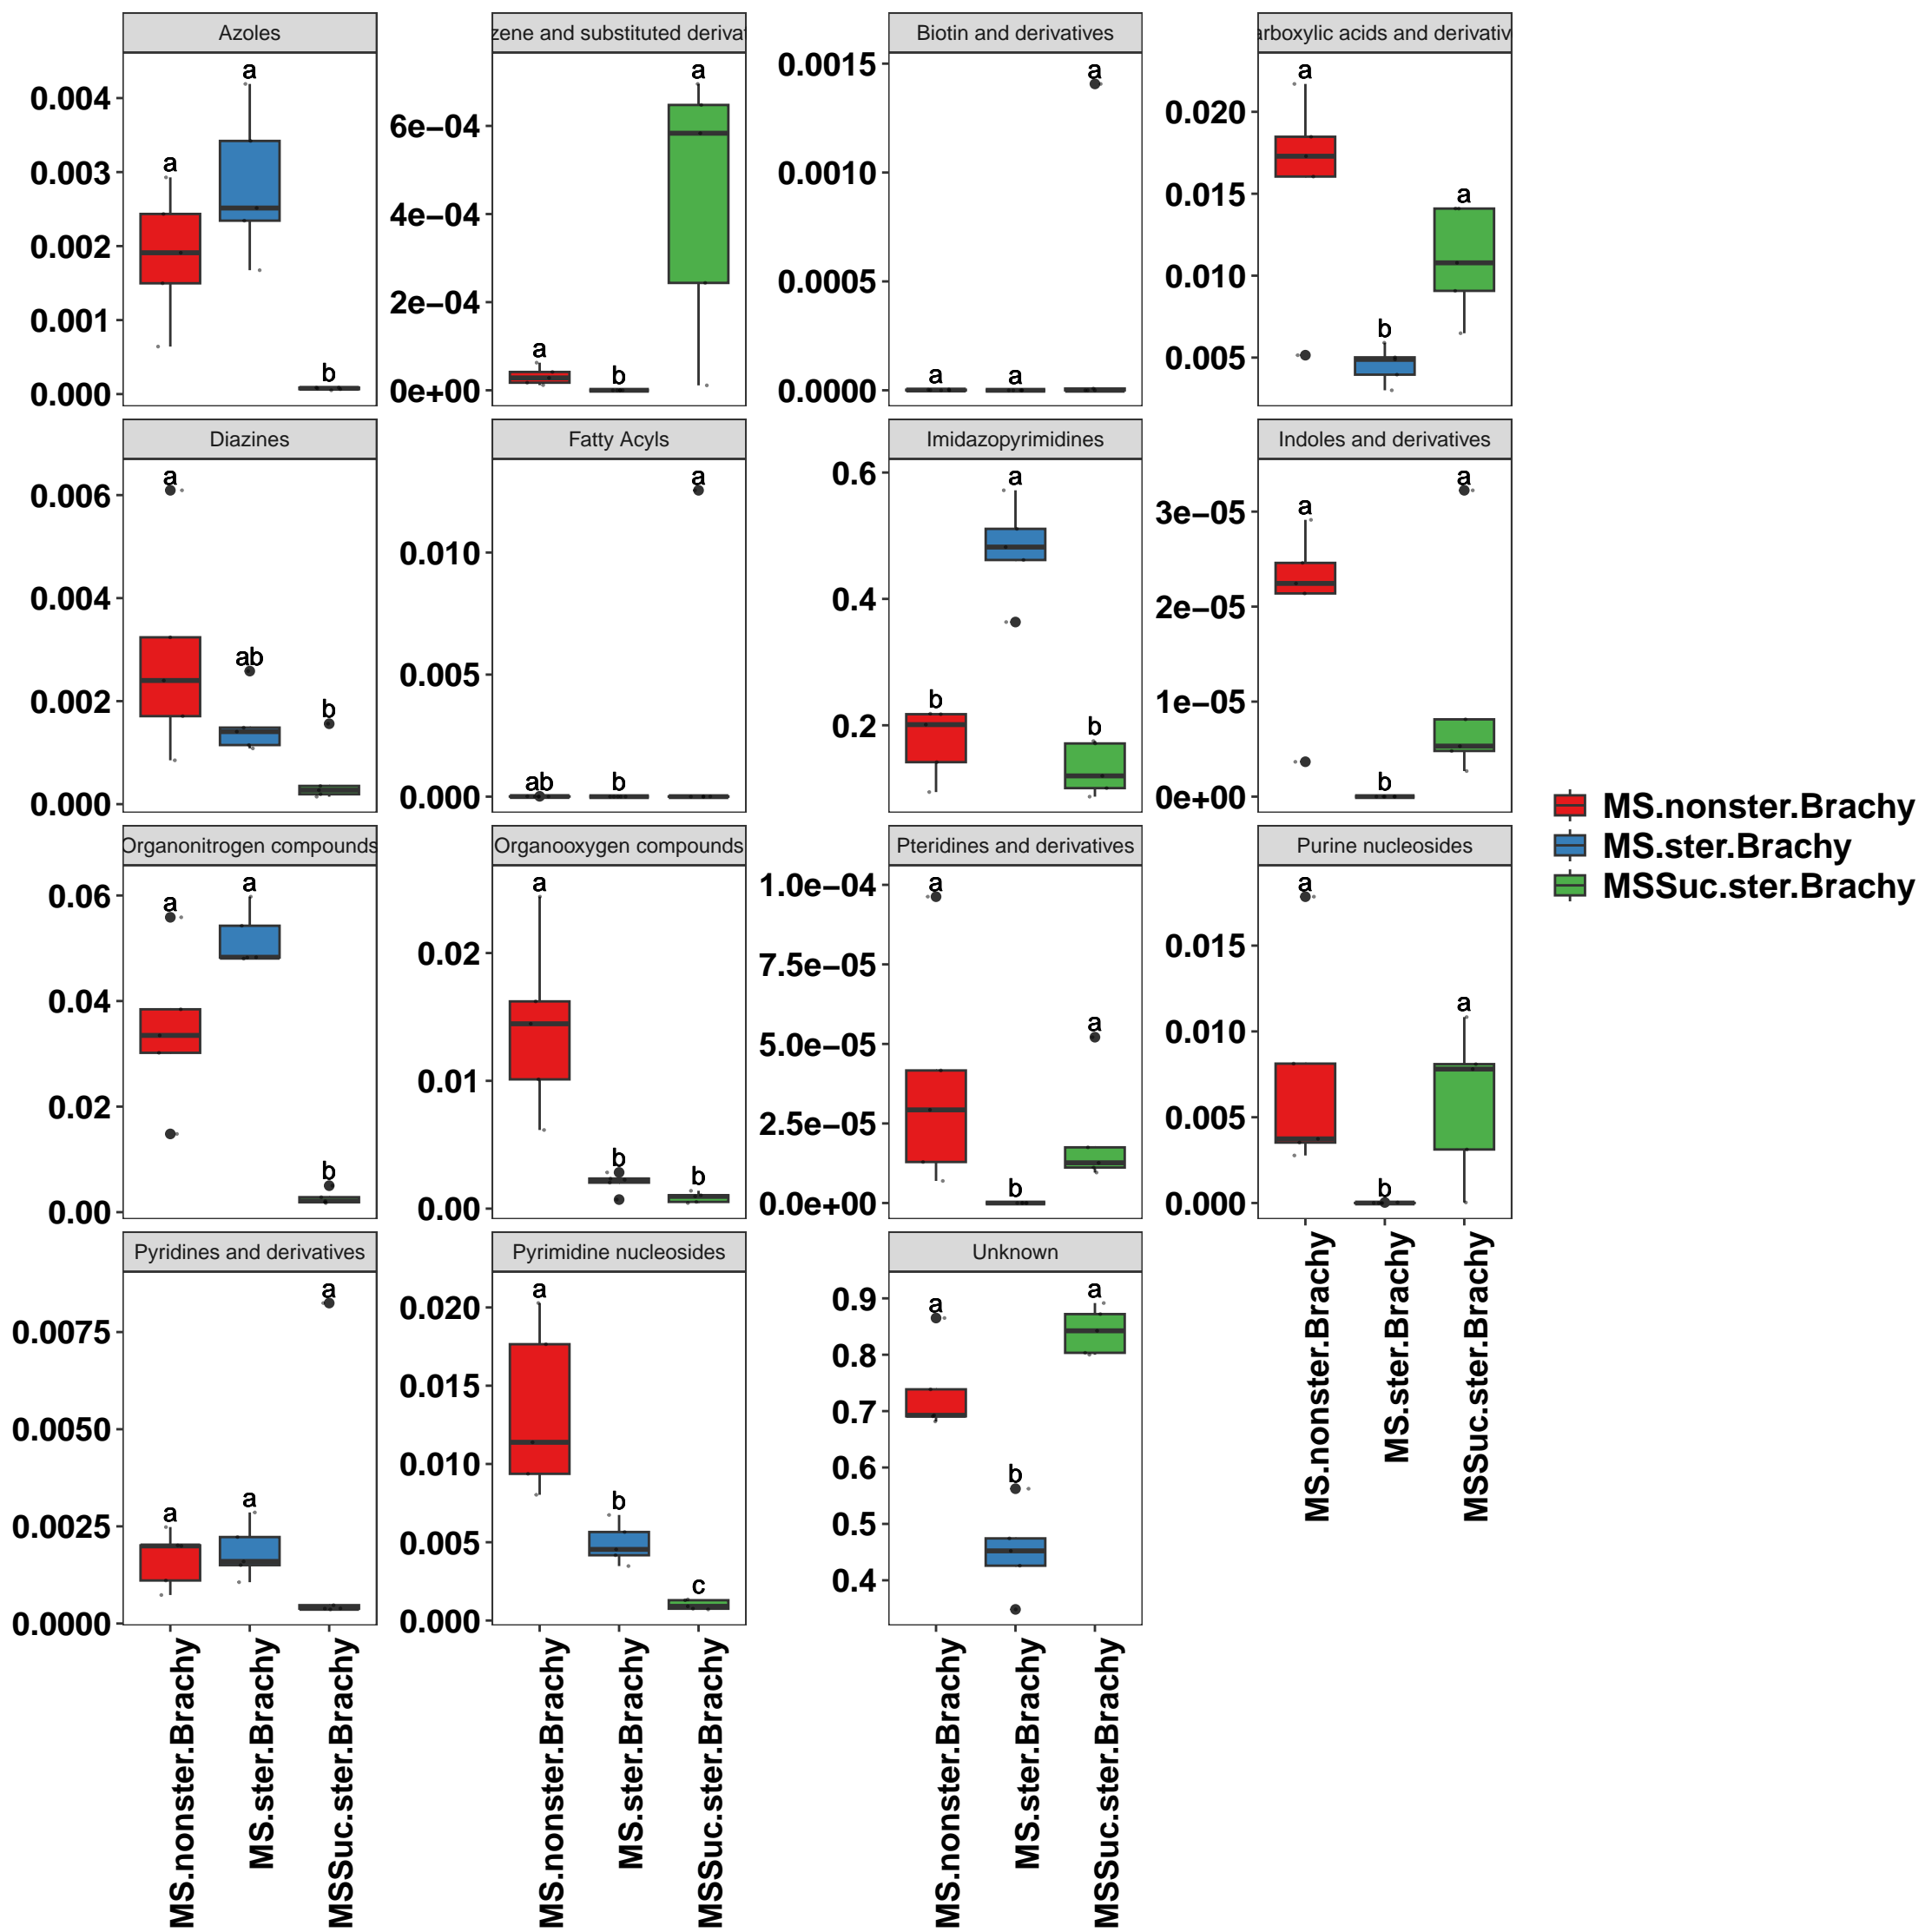 Azoles
zene and substituted derivat
Biotin and derivatives
arboxylic acids and derivativ
0.004
0.003
0.002
0.001
0.000
a
a
b
6e−04
4e−04
2e−04
0e+00
a
b
a
0.0015
0.0010
0.0005
0.0000
a
a
a
0.020
0.015
0.010
0.005
a
b
a
Diazines
Fatty Acyls
Imidazopyrimidines
Indoles and derivatives
0.006
0.004
0.002
0.000
a
ab
b
0.010
0.005
0.000
ab
b
a
0.6
0.4
0.2
b
a
b
3e−05
2e−05
1e−05
0e+00
a
b
a
MS.nonster.Brachy
MS.ster.Brachy
MSSuc.ster.Brachy
Organonitrogen compounds
Organooxygen compounds
Pteridines and derivatives
Purine nucleosides
0.06
0.04
0.02
0.00
a
a
b
0.02
0.01
0.00
a
b
b
1.0e−04
7.5e−05
5.0e−05
2.5e−05
0.0e+00
a
b
a
0.015
0.010
0.005
0.000
a
b
a
MS.nonster.Brachy
MS.ster.Brachy
MSSuc.ster.Brachy
Pyridines and derivatives
Pyrimidine nucleosides
Unknown
0.0075
0.0050
0.0025
0.0000
a
a
a
0.020
0.015
0.010
0.005
0.000
a
b
c
0.9
0.8
0.7
0.6
0.5
0.4
a
b
a
MS.nonster.Brachy
MS.ster.Brachy
MSSuc.ster.Brachy
MS.nonster.Brachy
MS.ster.Brachy
MSSuc.ster.Brachy
MS.nonster.Brachy
MS.ster.Brachy
MSSuc.ster.Brachy